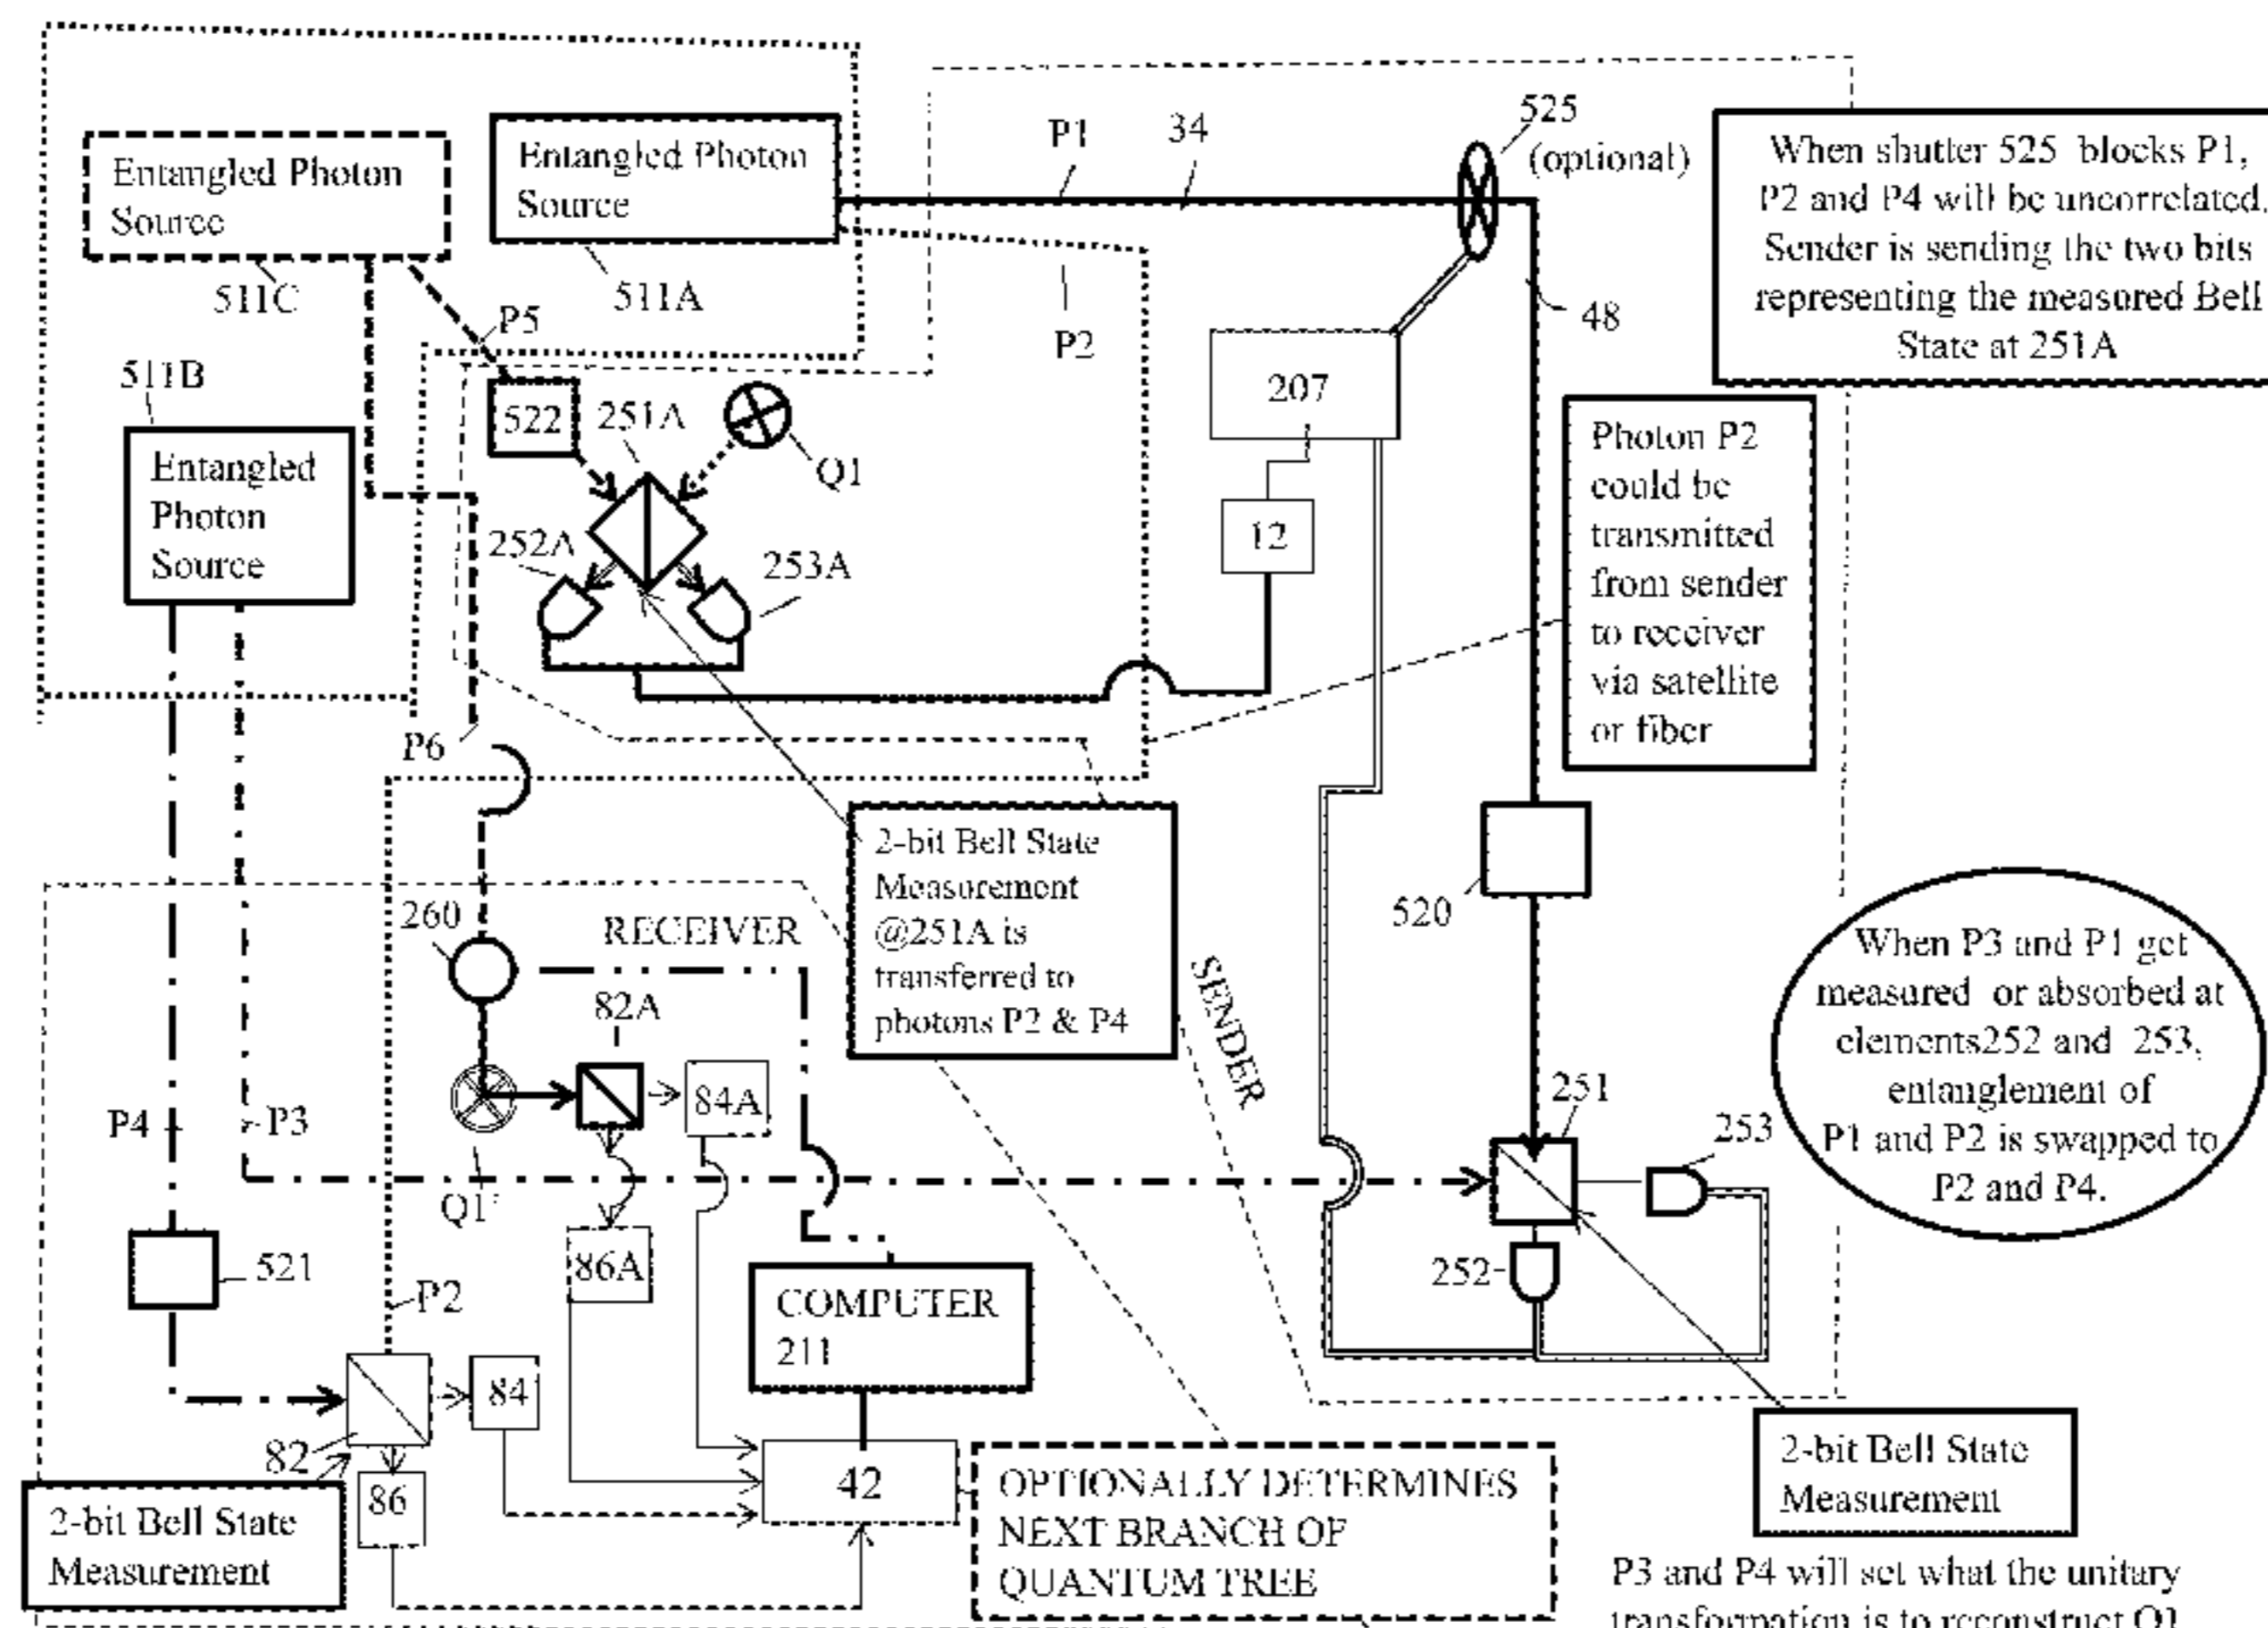 Entangled Photon
Source
511C
Entangled Photon
Source
511A
P1
34
525
(optional)
When shutter 525 blocks P1,
P2 and P4 will be uncorrelated.
Sender is sending the two bits
representing the measured Bell
State at 251A
P5
P2
48
511B
Entangled
Photon
Source
522
251A
Q1
207
12
252A
253A
Photon P2
could be
transmitted
from sender
to receiver
via satellite
or fiber
P6
2-bit Bell State
Measurement
@251A is
transferred to
photons P2 & P4
520
260
RECEIVER
SENDER
82A
84A
When P3 and P1 get
measured or absorbed at
elements252 and 253,
entanglement of
P1 and P2 is swapped to
P2 and P4.
P4
P3
Q1'
251
253
252
521
86A
P2
COMPUTER
211
84
82
86
42
2-bit Bell State
Measurement
OPTIONALLY DETERMINES
NEXT BRANCH OF
QUANTUM TREE
2-bit Bell State
Measurement
P3 and P4 will set what the unitary
transformation is to reconstruct Q1